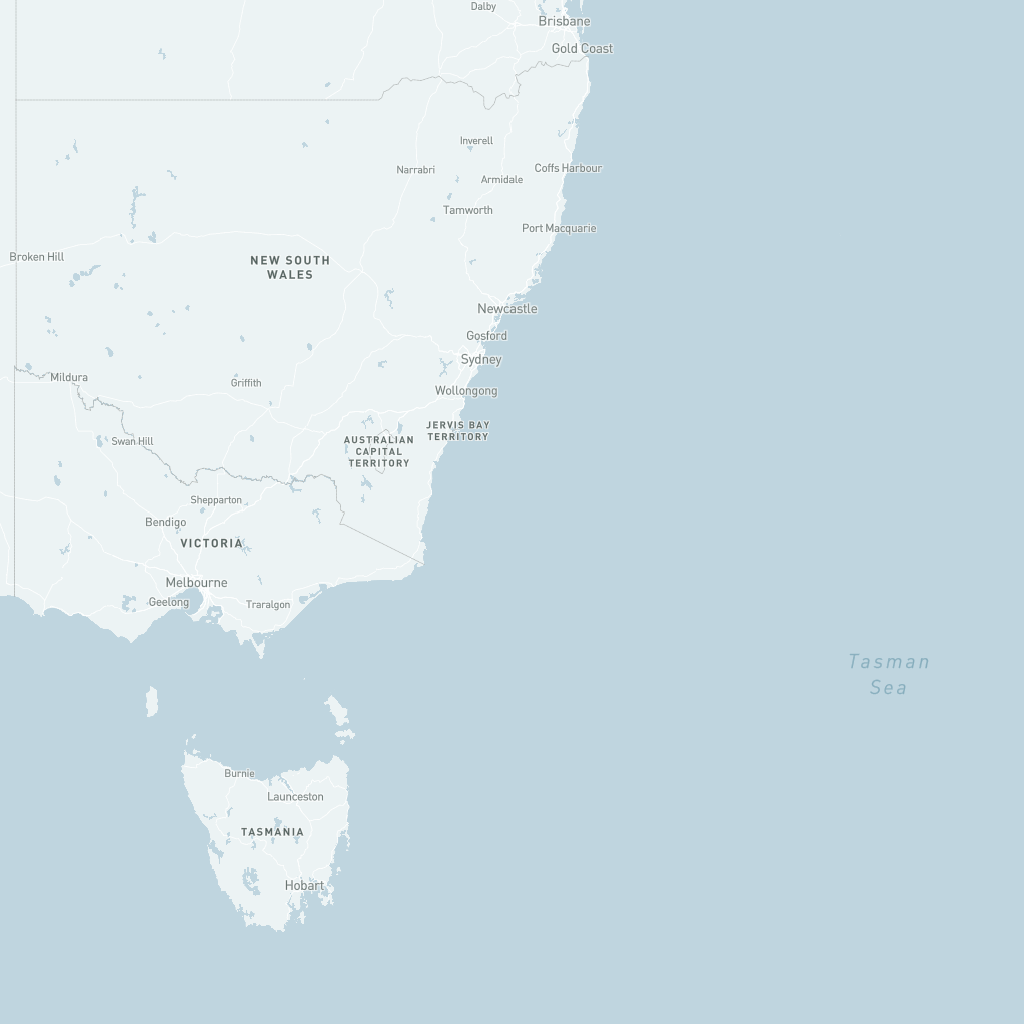 Dalby
Brisbane
Gold Coast
Inverell
Narrabri
Coffs Harbour
Armidale
Tamworth
Port Macquarie
Broken Hill
NEW SOUTH
WALES
Newcastle
Gosford
Sydney
Mildura
Griffith
Wollongong
JERVIS BAY
TERRITORY
Swan Hill
AUSTRALIAN
CAPITAL
TERRITORY
Shepparton
Bendigo
VICTORIA
Melbourne
Geelong
Traralgon
Tasman
Sea
Burnie
Launceston
TASMANIA
Hobart